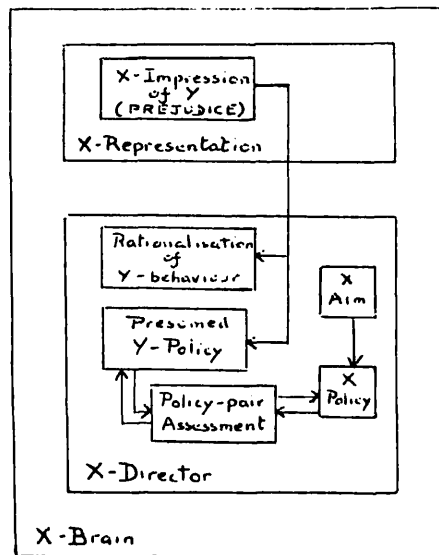 X-Impression
of Y
(PREJUDICE)
X-Representation
Rationalisation
of
Y-behaviour
X
Aim
Presumed
Y-Policy
X
Policy
Policy-pair
Assessment
X-Director
X-Brain